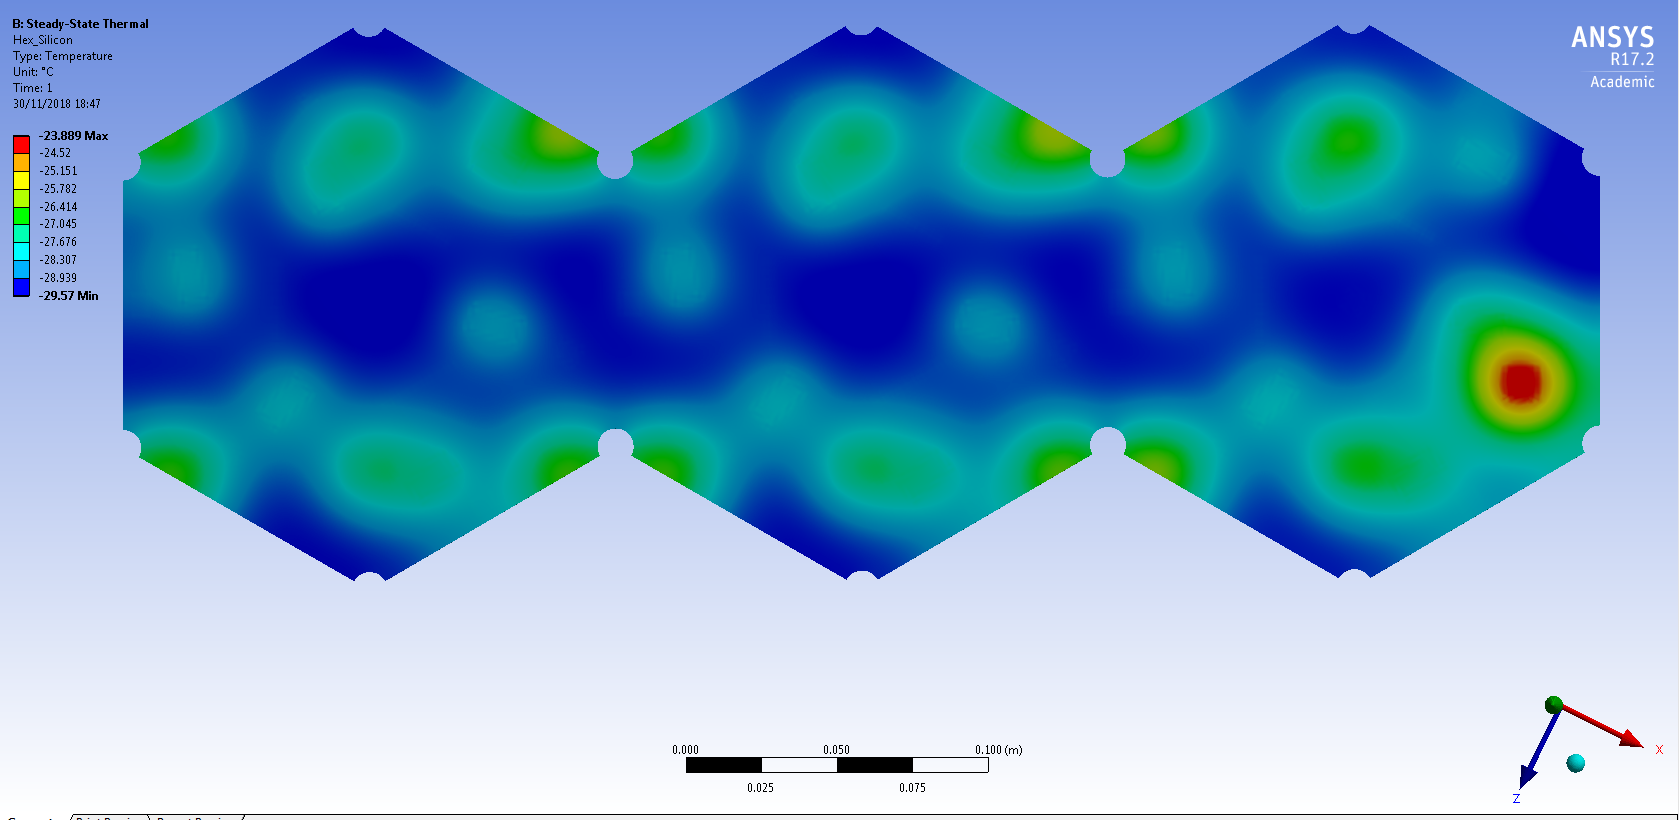 B: Steady-State Thermal
Hex_Silicon
Type: Temperature
Unit: °C
Time: 1
30/11/2018 18:47
-23.889 Max
-24.52
-25.151
-25.782
-26.414
-27.045
-27.676
-28.307
-28.939
-29.57 Min
ANSYS
R17.2
Academic
0.000 0.050 0.100 (m)
0.025 0.075
X
Z